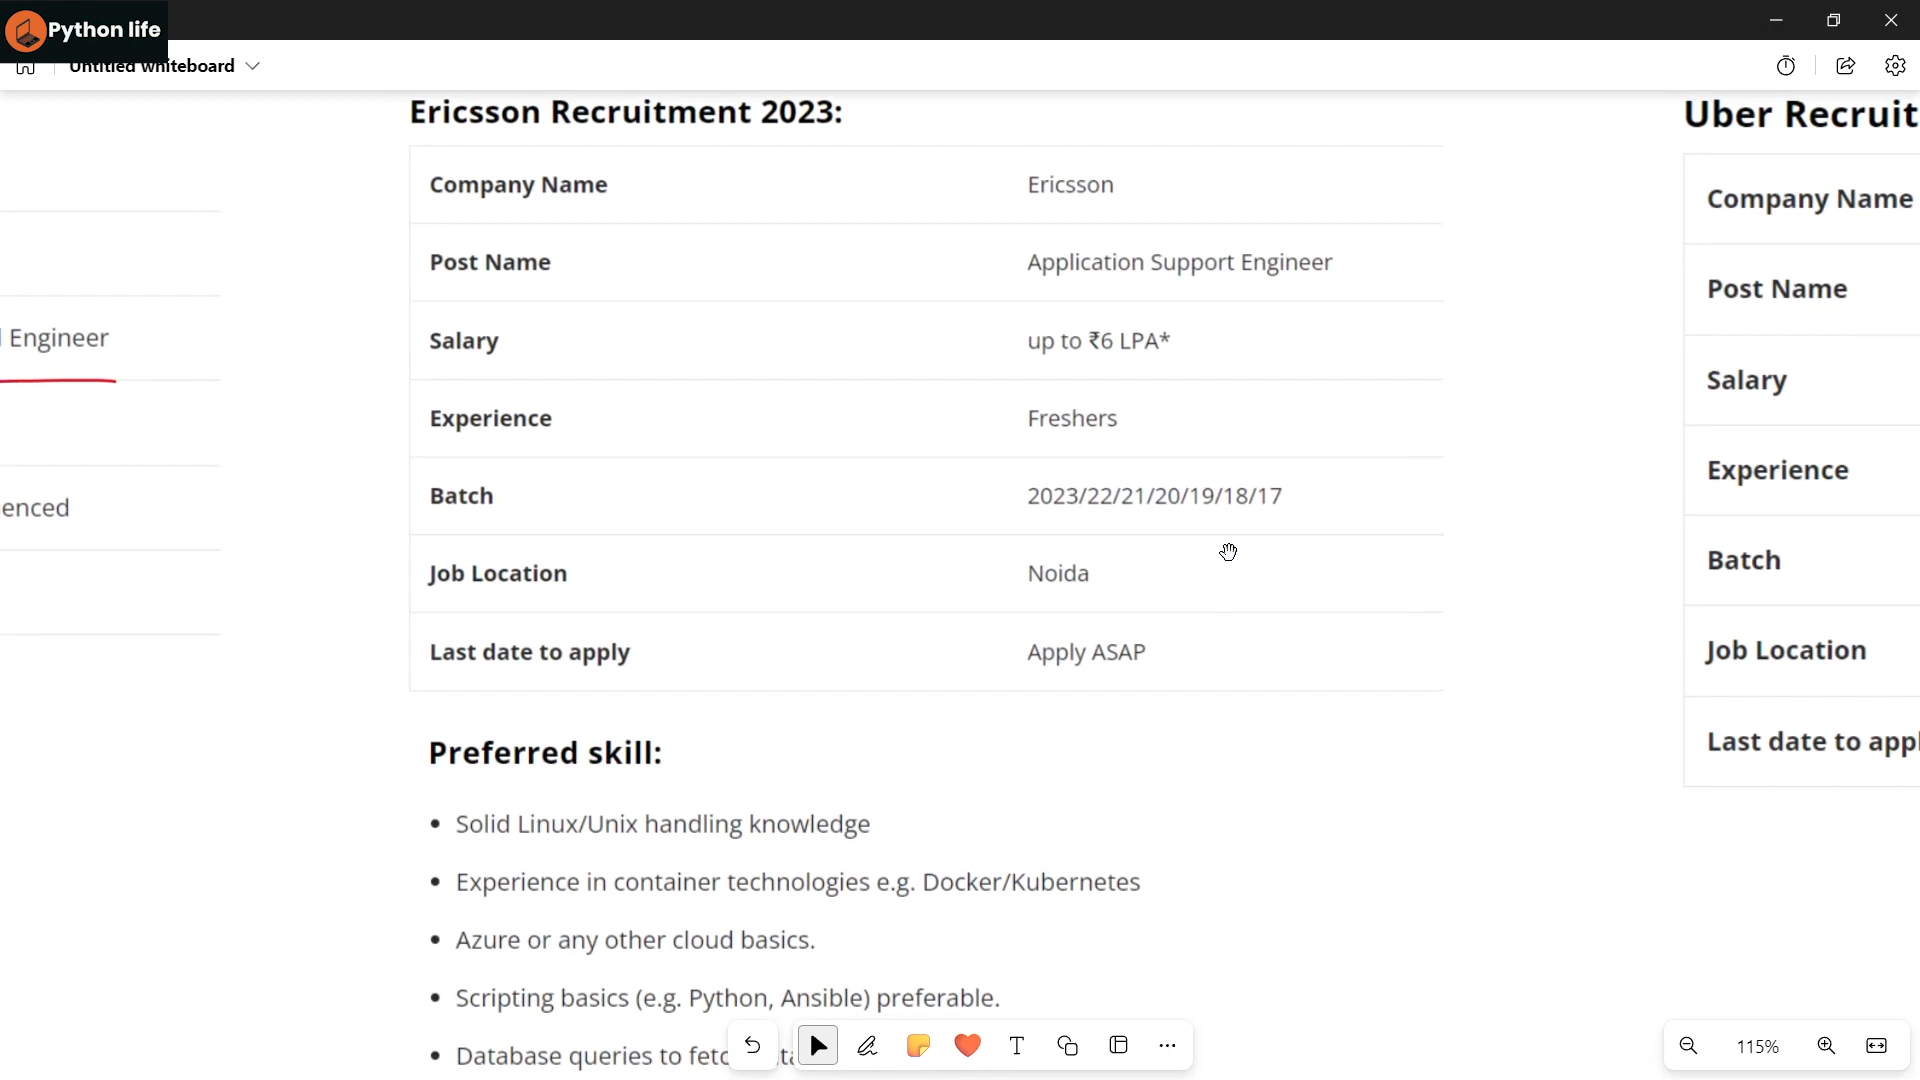 Python life
Untitled whiteboard
Ericsson Recruitment 2023:
Company Name Ericsson
Post Name Application Support Engineer
Salary up to ₹6 LPA*
Experience Freshers
Batch 2023/22/21/20/19/18/17
Job Location Noida
Last date to apply Apply ASAP
Preferred skill:
• Solid Linux/Unix handling knowledge
• Experience in container technologies e.g. Docker/Kubernetes
• Azure or any other cloud basics.
• Scripting basics (e.g. Python, Ansible) preferable.
• Database queries to
Engineer
enced
Uber Recruit
Company Name
Post Name
Salary
Experience
Batch
Job Location
Last date to appl
115%